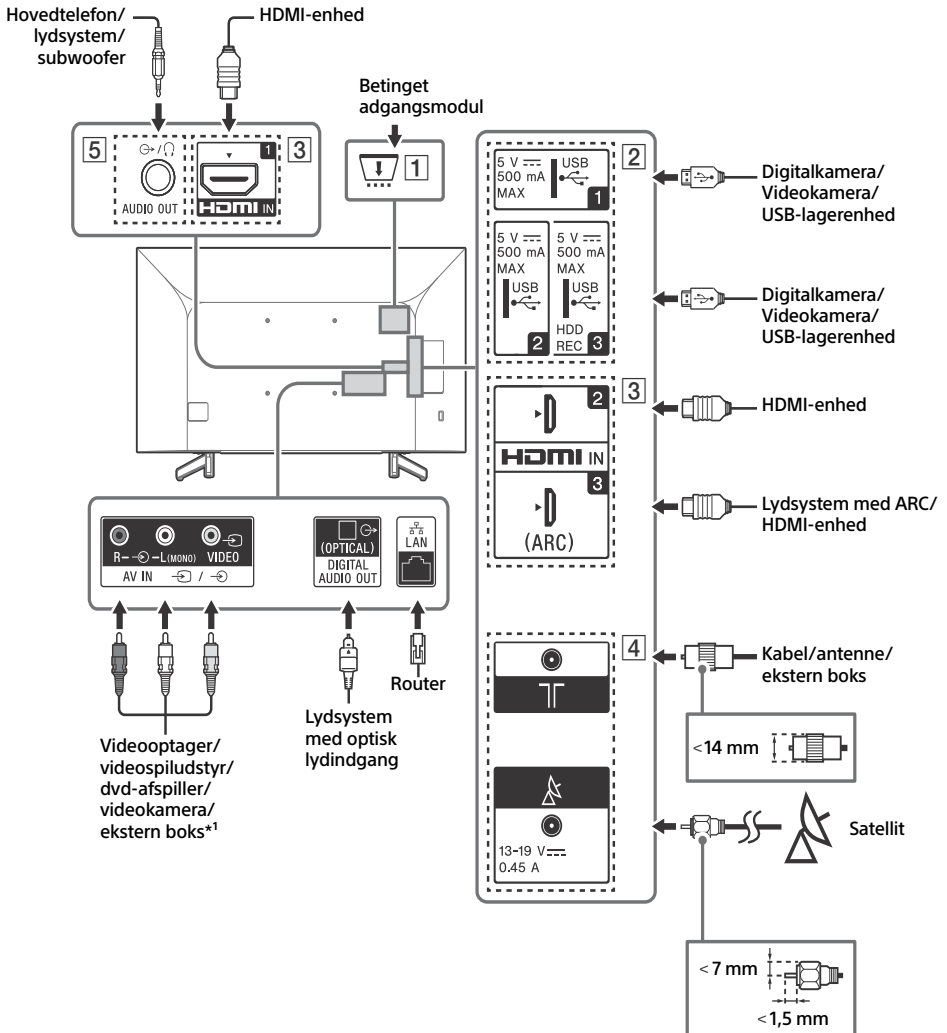 Hovedtelefon/
lydsystem/
subwoofer
HDMI-enhed
Betinget
adgangsmodul
5
AUDIO OUT
1
3
HDMI IN
1
2
5 V
500 mA
MAX
USB
1
Digitalkamera/
Videokamera/
USB-lagerenhed
5 V
500 mA
MAX
USB
2
5 V
500 mA
MAX
USB
HDD
REC 3
Digitalkamera/
Videokamera/
USB-lagerenhed
3
2
HDMI IN
3
(ARC)
HDMI-enhed
Lydsystem med ARC/
HDMI-enhed
R- -L(MONO) VIDEO
AV IN /
(OPTICAL)
DIGITAL
AUDIO OUT
LAN
Videooptager/
videospiludstyr/
dvd-afspiller/
videokamera/
ekstern boks*1
Lydsystem
med optisk
lydindgang
Router
4
Kabel/antenne/
ekstern boks
<14 mm
13-19 V
0.45 A
Satellit
<7 mm
<1,5 mm